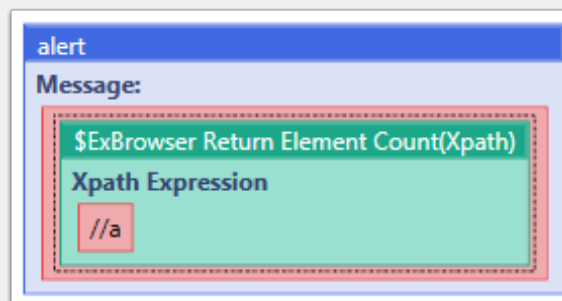 alert
Message:
$ExBrowser Return Element Count(Xpath)
Xpath Expression
//a